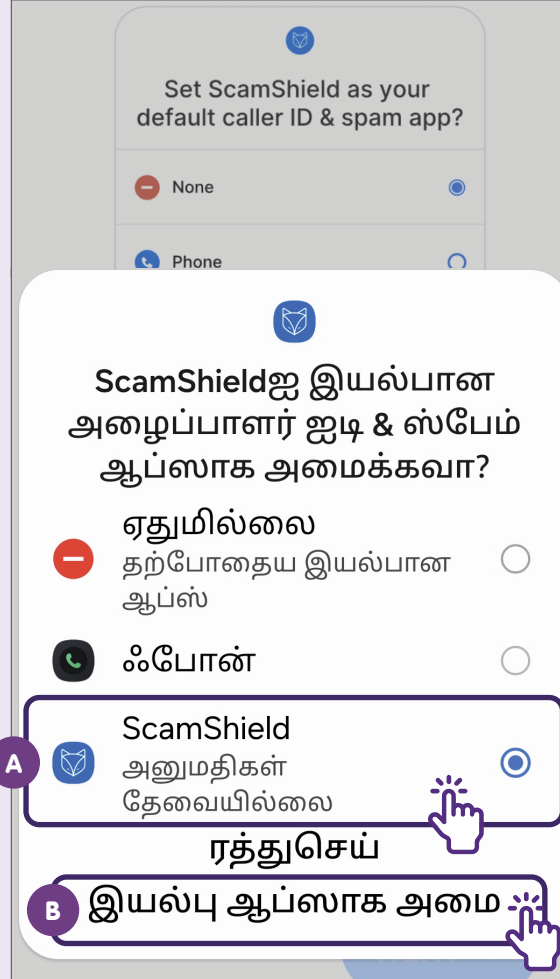 Set ScamShield as your
default caller ID & spam app?
None
Phone
ScamShieldஐ இயல்பான
அழைப்பாளர் ஐடி & ஸ்பேம்
ஆப்ஸாக அமைக்கவா?
ஏதுமில்லை
தற்போதைய இயல்பான
ஆப்ஸ்
ஃபோன்
ScamShield
A
அனுமதிகள்
தேவையில்லை
ரத்துசெய்
B
இயல்பு ஆப்ஸாக அமை